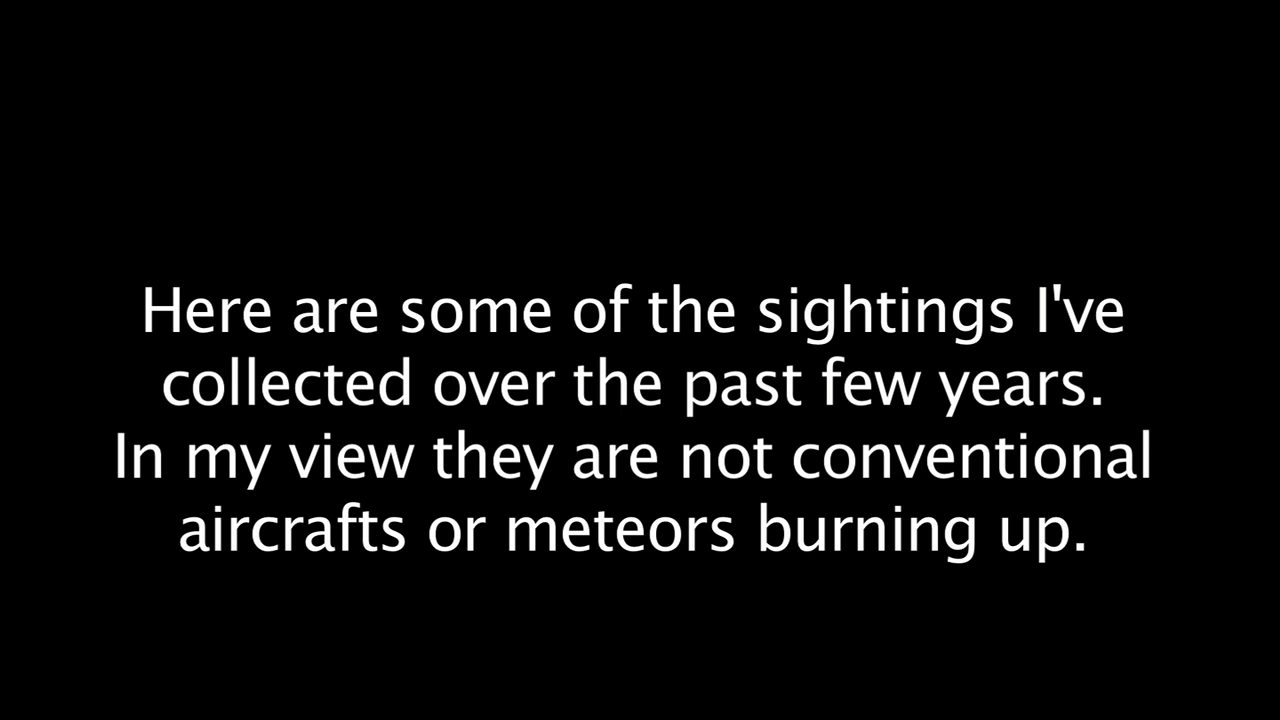 Here are some of the sightings I've
collected over the past few years.
In my view they are not conventional
aircrafts or meteors burning up.